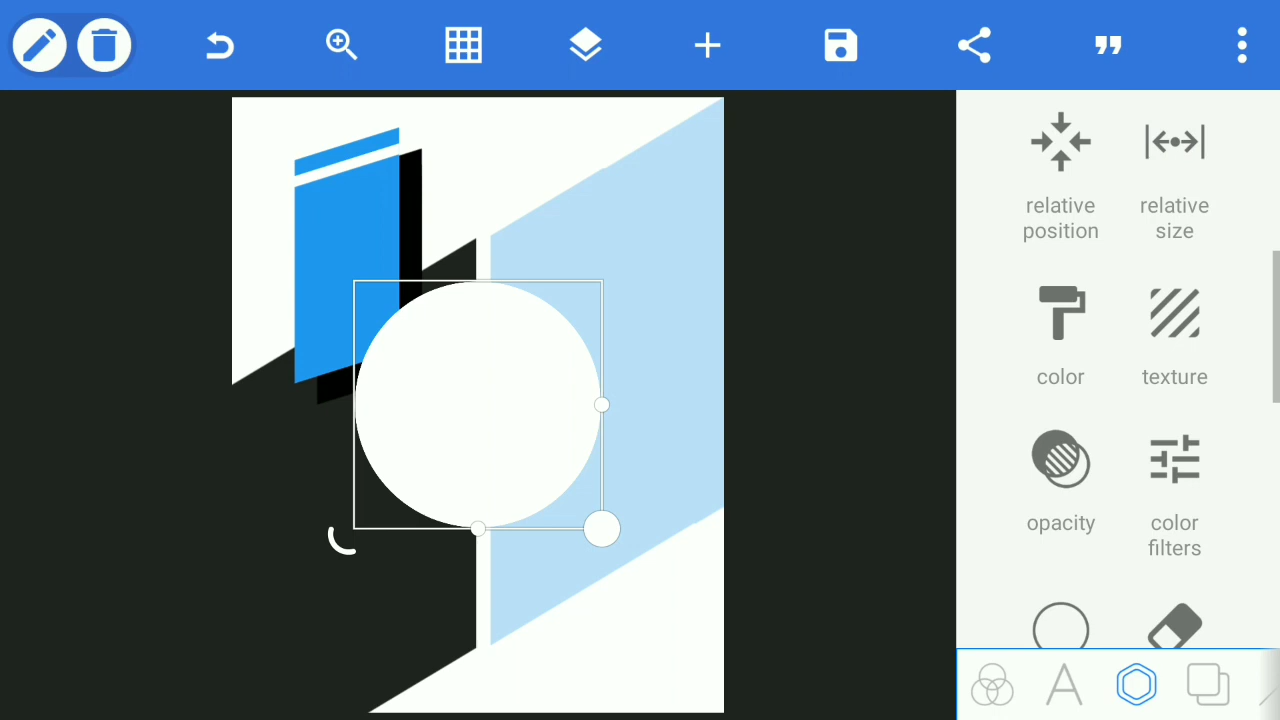 relative
position
relative
size
color
texture
opacity
color
filters